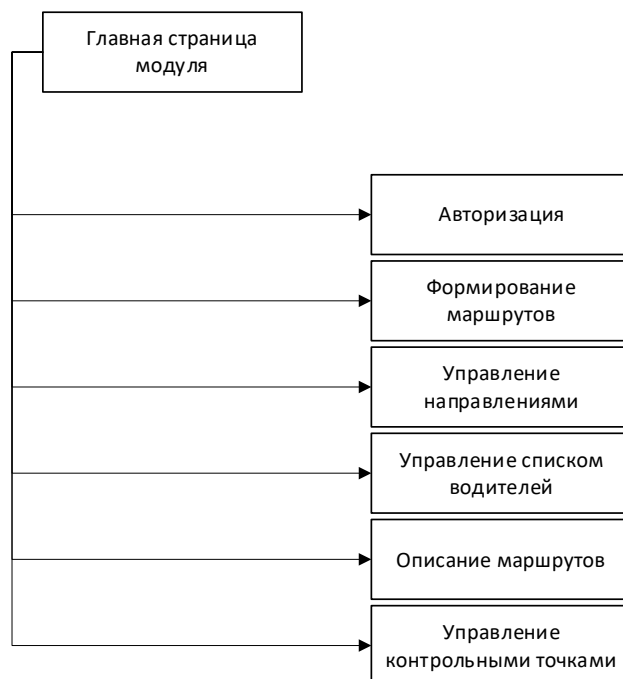 Главная страница
модуля
Авторизация
Формирование
маршрутов
Управление
направлениями
Управление списком
водителей
Описание маршрутов
Управление
контрольными точками